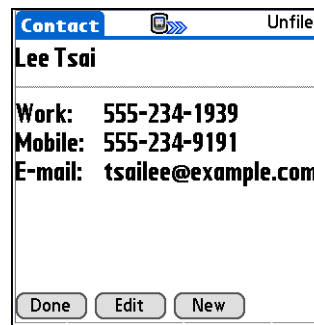 Contact Unfile
Lee Tsai
Work: 555-234-1939
Mobile: 555-234-9191
E-mail: tsailee@example.com
Done Edit New